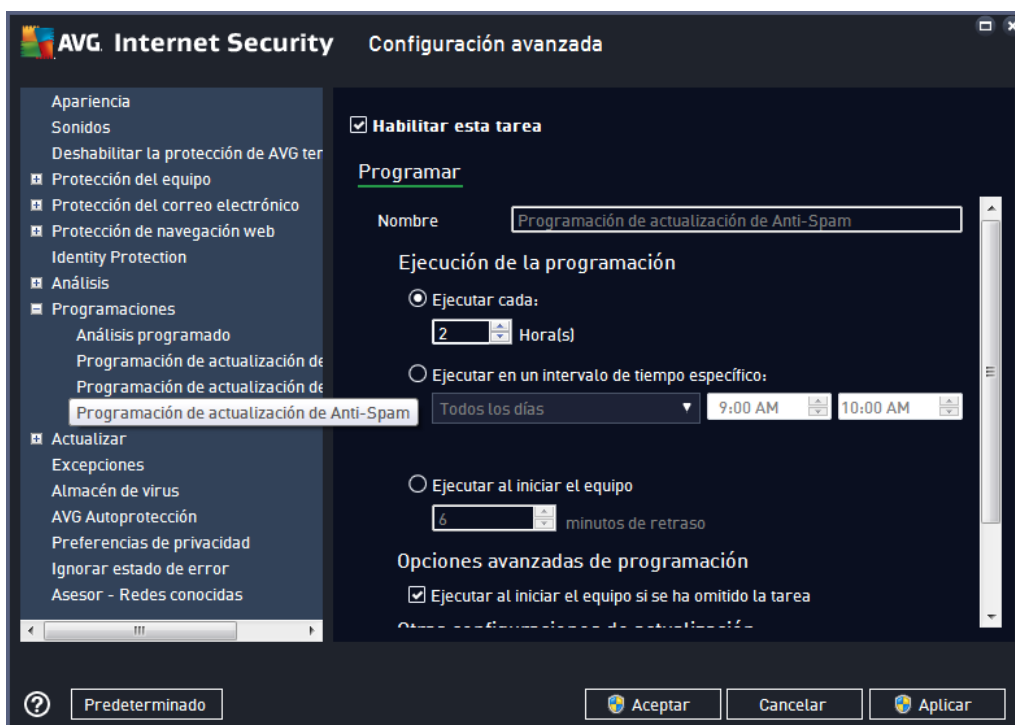 AVG. Internet Security Configuración avanzada
Apariencia
Sonidos
Deshabilitar la protección de AVG ter
Protección del equipo
Protección del correo electrónico
Protección de navegación web
Identity Protection
Análisis
Programaciones
Análisis programado
Programación de actualización de
Programación de actualización de
Programación de actualización de Anti-Spam
Actualizar
Excepciones
Almacén de virus
AVG Autoprotección
Preferencias de privacidad
Ignorar estado de error
Asesor - Redes conocidas
Habilitar esta tarea
Programar
Nombre Programación de actualización de Anti-Spam
Ejecución de la programación
Ejecutar cada:
2 Hora(s)
Ejecutar en un intervalo de tiempo específico:
Todos los días 9:00 AM 10:00 AM
Ejecutar al iniciar el equipo
6 minutos de retraso
Opciones avanzadas de programación
Ejecutar al iniciar el equipo si se ha omitido la tarea
Otras configuraciones de actualización
? Predeterminado Aceptar Cancelar Aplicar